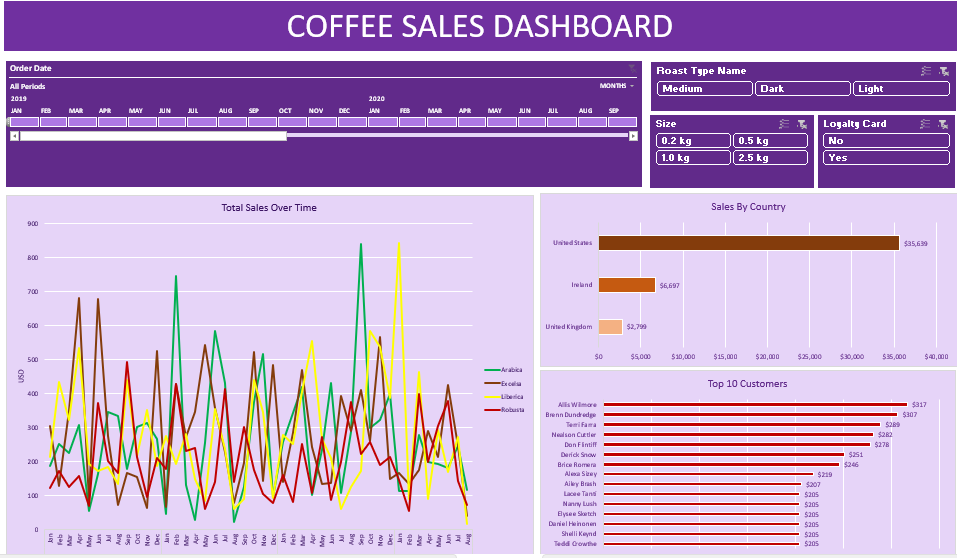 COFFEE SALES DASHBOARD
Order Date
All Periods
MONTHS
2019 2020
JAN FEB MAR APR MAY JUN JUL AUG SEP OCT NOV DEC JAN FEB MAR APR MAY JUN JUL AUG SEP
Roast Type Name
Medium Dark Light
Size
0.2 kg 0.5 kg
1.0 kg 2.5 kg
Loyalty Card
No
Yes
Total Sales Over Time
900
800
700
600
500
400
300
200
100
0
USD
Jan Feb Mar Apr May Jun Jul Aug Sep Oct Nov Dec Jan Feb Mar Apr May Jun Jul Aug Sep Oct Nov Dec Jan Feb Mar Apr May Jun Jul Aug Sep Oct Nov Dec Jan Feb Mar Apr May Jun Jul Aug
Arabica
Excelsa
Liberica
Robusta
Sales By Country
United States $35,639
Ireland $6,697
United Kingdom $2,799
$0 $5,000 $10,000 $15,000 $20,000 $25,000 $30,000 $35,000 $40,000
Top 10 Customers
Allis Wilmore $317
Brenn Dundredge $307
Terri Farra $289
Nealson Cuttler $282
Don Flintiff $278
Derick Snow $251
Brice Romera $246
Alexa Sizey $219
Ailey Brash $207
Lacee Tanti $205
Nanny Lush $205
Elysee Sketch $205
Daniel Heinonen $205
Shelli Keynd $205
Teddi Crowthe $205